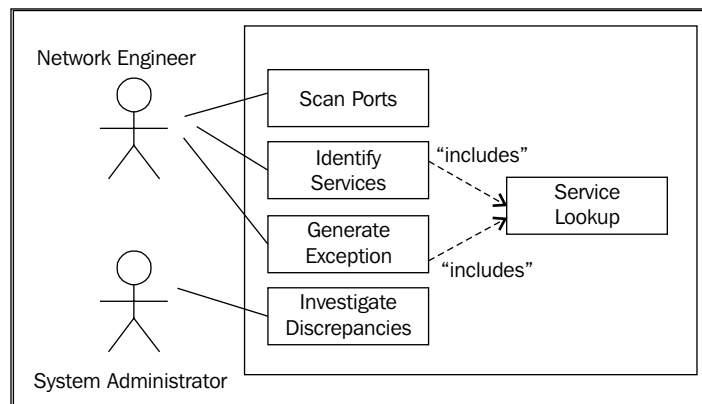 Network Engineer
Scan Ports
Identify
Services
“includes”
Service
Lookup
Generate
Exception
“includes”
Investigate
Discrepancies
System Administrator